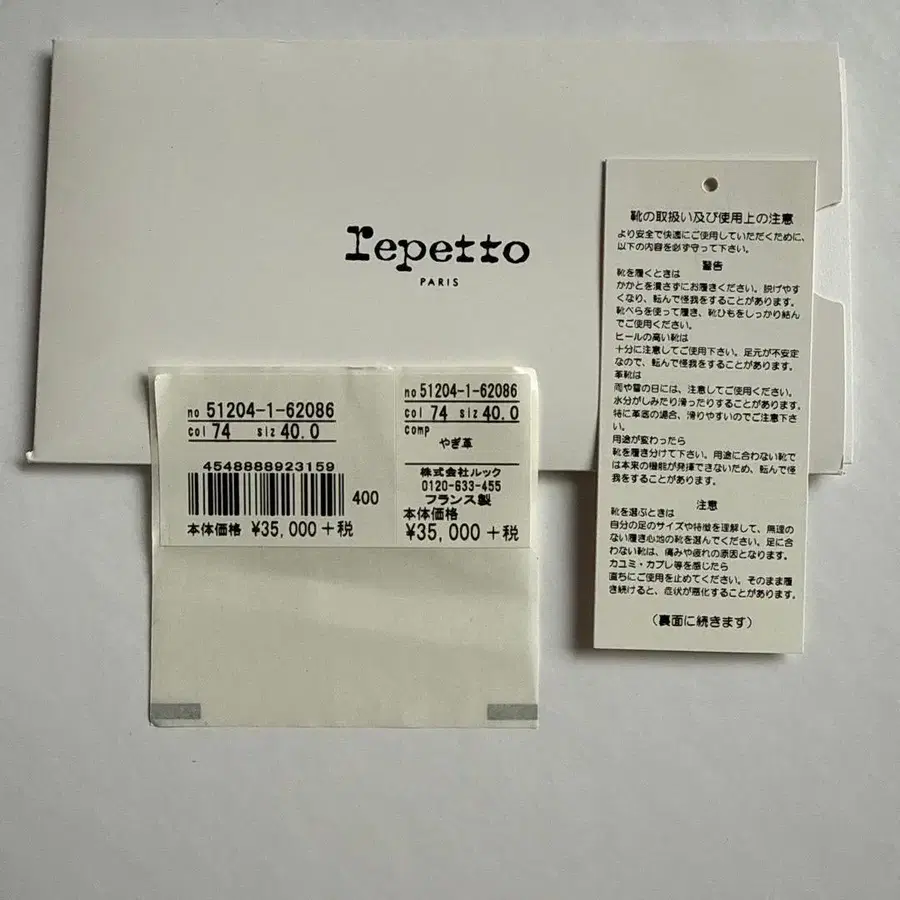 repetto
PARIS
no 51204-1-62086
col 74 siz 40.0
4548888923159
400
本体価格 ¥35,000 +税
no 51204-1-62086
col 74 siz 40.0
comp
やぎ革
株式会社ルック
0120-633-455
フランス製
本体価格
¥35,000 +税
靴の取扱い及び使用上の注意
より安全で快適にご使用していただくために、
以下の内容を必ず守って下さい。
警告
靴を履くときは
かかとを潰さずにお履きください。脱げやす
くなり、転んで怪我をすることがあります。
靴べらを使って履き、靴ひもをしっかり結ん
でご使用ください。
ヒールの高い靴は
十分に注意してご使用下さい。足元が不安定
なので、転んで怪我をすることがあります。
革靴は
雨や雪の日には、注意してご使用ください。
水分がしみたり滑ったりすることがあります。
特に革底の場合、滑りやすいのでご注意下さ
い。
用途が変わったら
靴を履き分けて下さい。用途に合わない靴で
は本来の機能が発揮できないため、転んで怪
我をすることがあります。
注意
靴を選ぶときは
自分の足のサイズや特徴を理解して、無理の
ない履き心地の靴を選んでください。足に合
わない靴は、痛みや疲れの原因となります。
カユミ・カブレ等を感じたら
直ちにご使用を止めてください。そのまま履
き続けると、症状が悪化することがあります。
(裏面に続きます)